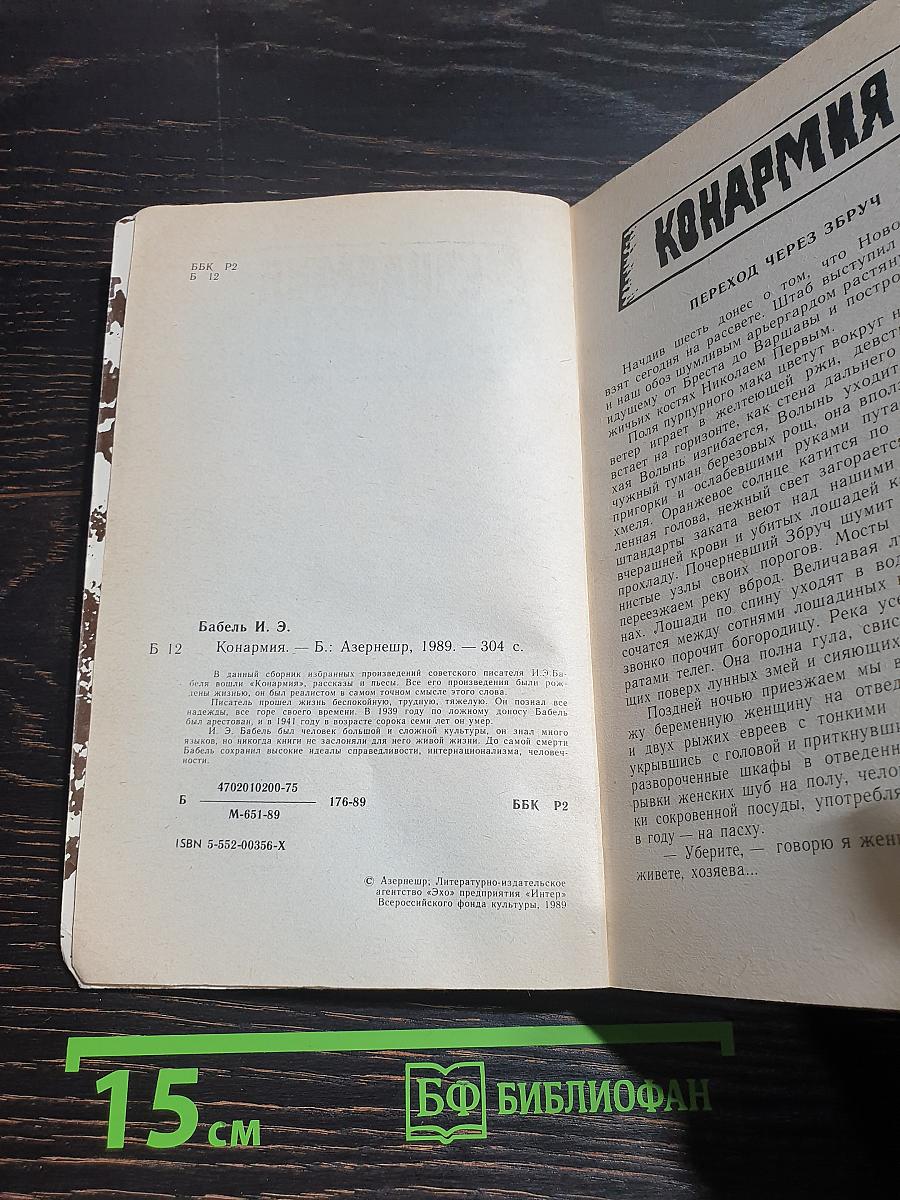 ББК Р2
Б 12
Бабель И. Э.
Б 12 Конармия. — Б.: Азернешр, 1989. — 304 с.
В данный сборник избранных произведений советского писателя И.Э.Ба-
беля вошли «Конармия», рассказы и пьесы. Все его произведения были рож-
дены жизнью, он был реалистом в самом точном смысле этого слова.
Писатель прошел жизнь беспокойную, трудную, тяжелую. Он познал все
надежды, все горе своего времени. В 1939 году по ложному доносу Бабель
был арестован, и в 1941 году в возрасте сорока семи лет он умер.
И. Э. Бабель был человек большой и сложной культуры, он знал много
языков, но никогда книги не заслоняли для него живой жизни. До самой смерти
Бабель сохранил высокие идеалы справедливости, интернационализма, человеч-
ности.
Б 4702010200-75
М-651-89
176-89 ББК Р2
ISBN 5-552-00356-X
© Азернешр; Литературно-издательское
агентство «Эхо» предприятия «Интер»
Всероссийского фонда культуры, 1989
КОНАРМИЯ
ПЕРЕХОД ЧЕРЕЗ ЗБРУЧ
Начдив шесть донес о том, что Ново
взят сегодня на рассвете. Штаб выступил
и наш обоз шумливым арьергардом растян
идущему от Бреста до Варшавы и постро
жичьих костях Николаем Первым.
Поля пурпурного мака цветут вокруг н
ветер играет в желтеющей ржи, девст
встает на горизонте, как стена дальнего
хая Волынь изгибается, Волынь уходит
чужный туман березовых рощ, она вполз
пригорки и ослабевшими руками пута
хмеля. Оранжевое солнце катится по
ленная голова, нежный свет загорается
штандарты заката веют над нашими
вчерашней крови и убитых лошадей к
прохладу. Почерневший Збруч шумит
нистые узлы своих порогов. Мосты
переезжаем реку вброд. Величавая л
нах. Лошади по спину уходят в вод
сочатся между сотнями лошадиных
звонко порочит богородицу. Река усе
ратами телег. Она полна гула, свис
щих поверх лунных змей и сияющих
Поздней ночью приезжаем мы в
жу беременную женщину на отвед
и двух рыжих евреев с тонкими
укрывшись с головой и приткнувши
развороченные шкафы в отведенн
рывки женских шуб на полу, чело
ки сокровенной посуды, употребля
в году — на пасху.
— Уберите, — говорю я жен
живете, хозяева...
15 см
БФ БИБЛИОФАН